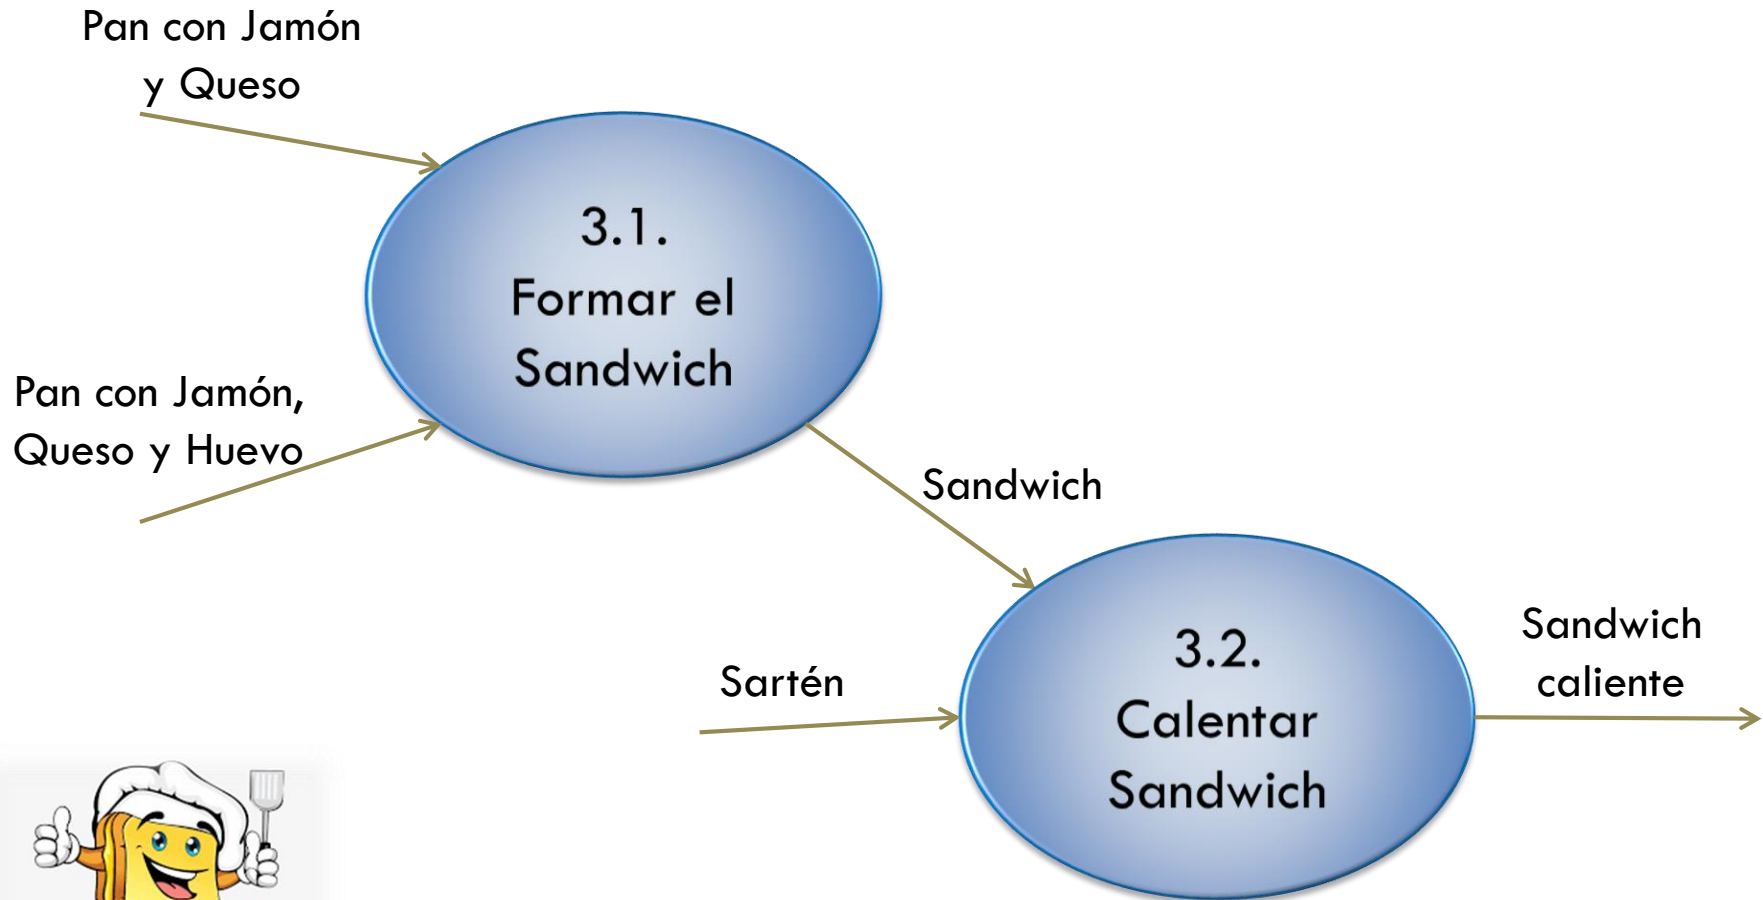 Pan con Jamón
y Queso
3.1.
Formar el
Sandwich
Pan con Jamón,
Queso y Huevo
Sandwich
Sartén
3.2.
Calentar
Sandwich
Sandwich
caliente